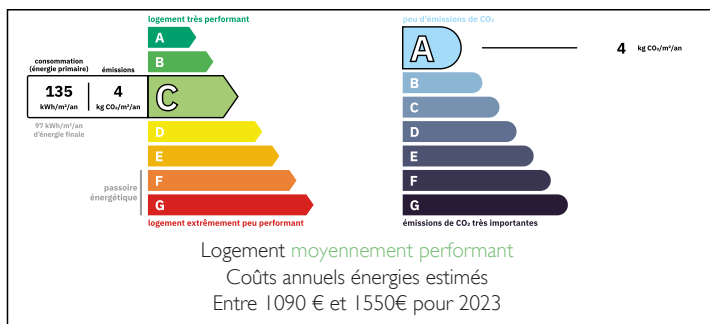 logement très performant
A
B
consommation
(énergie primaire)
émissions
135
kWh/m²/an
4
kg CO₂/m²/an
C
97 kWh/m²/an
d'énergie finale
D
E
F
G
passoire
énergétique
logement extrêmement peu performant
peu d'émissions de CO₂
A
4 kg CO₂/m²/an
B
C
D
E
F
G
émissions de CO₂ très importantes
Logement moyennement performant
Coûts annuels énergies estimés
Entre 1090 € et 1550€ pour 2023